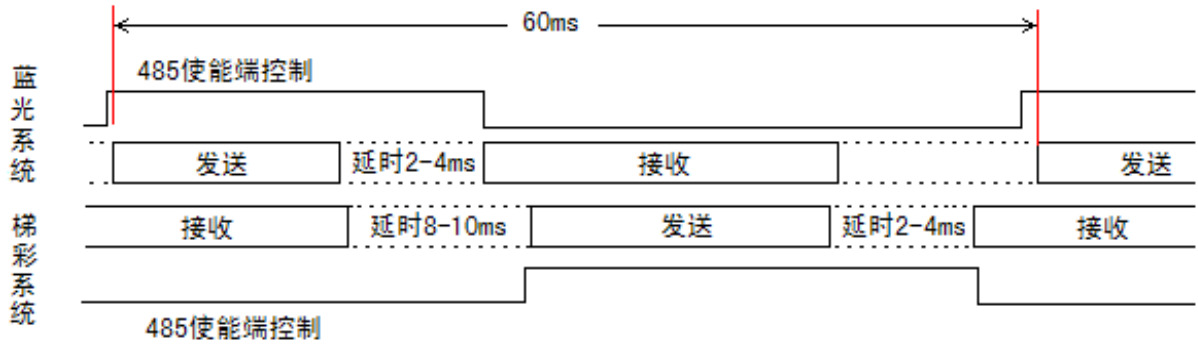 60ms
485使能端控制
蓝光系统
发送
延时2-4ms
接收
发送
梯彩系统
接收
延时8-10ms
发送
延时2-4ms
接收
485使能端控制